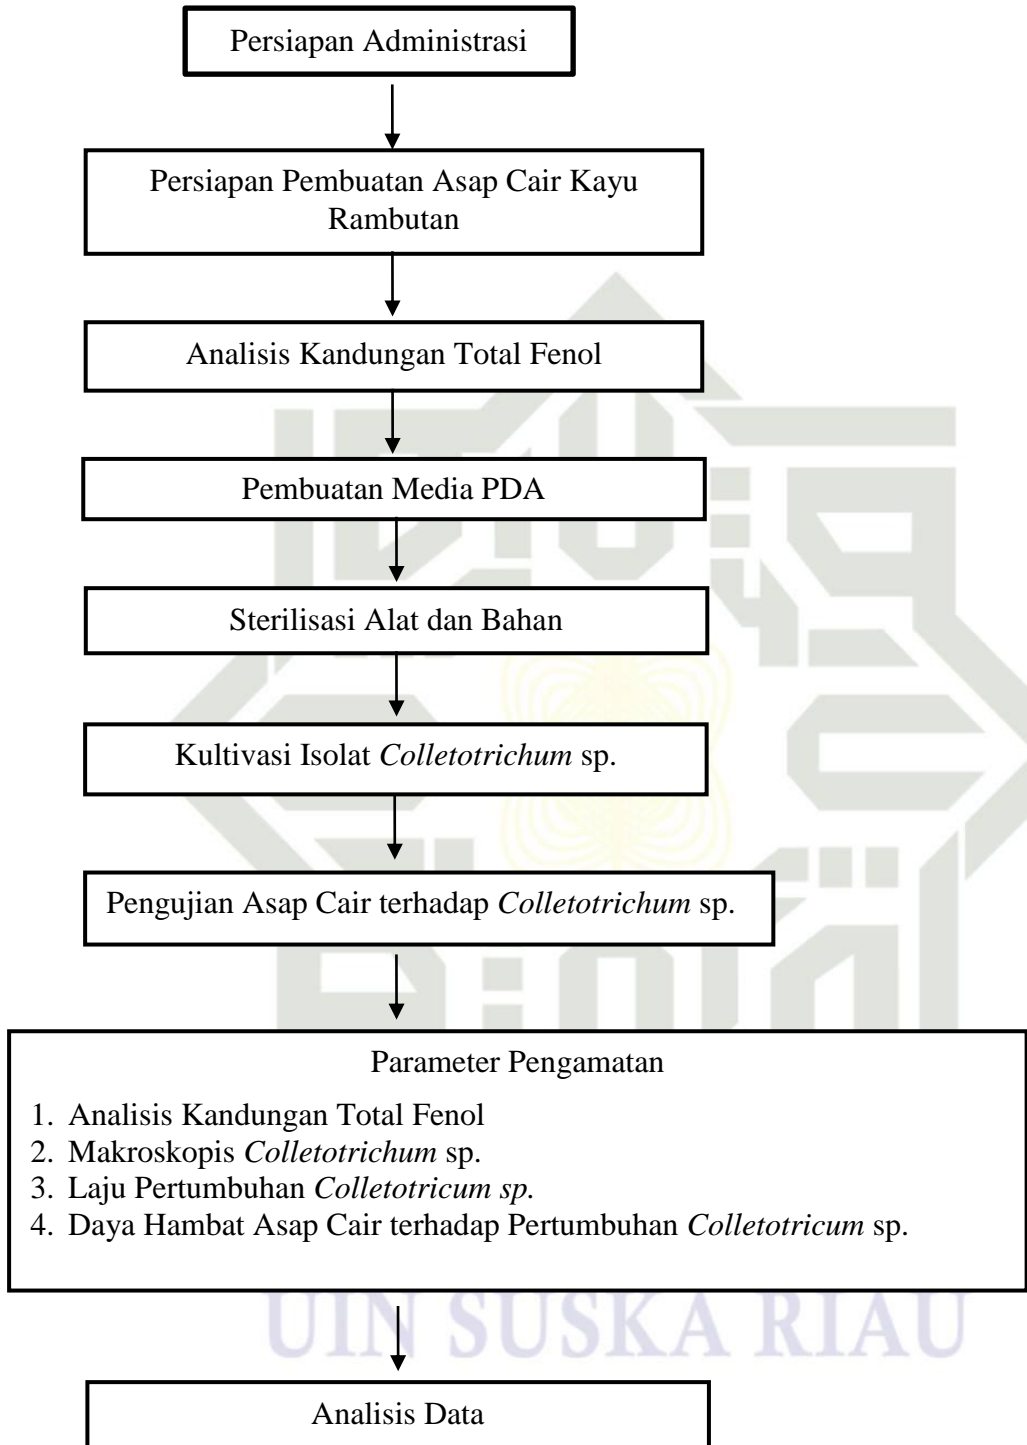 Persiapan Administrasi
Persiapan Pembuatan Asap Cair Kayu
Rambutan
Analisis Kandungan Total Fenol
Pembuatan Media PDA
Sterilisasi Alat dan Bahan
Kultivasi Isolat Colletotrichum sp.
Pengujian Asap Cair terhadap Colletotrichum sp.
Parameter Pengamatan
1. Analisis Kandungan Total Fenol
2. Makroskopis Colletotrichum sp.
3. Laju Pertumbuhan Colletotricum sp.
4. Daya Hambat Asap Cair terhadap Pertumbuhan Colletotricum sp.
UIN SUSKA RIAU
Analisis Data